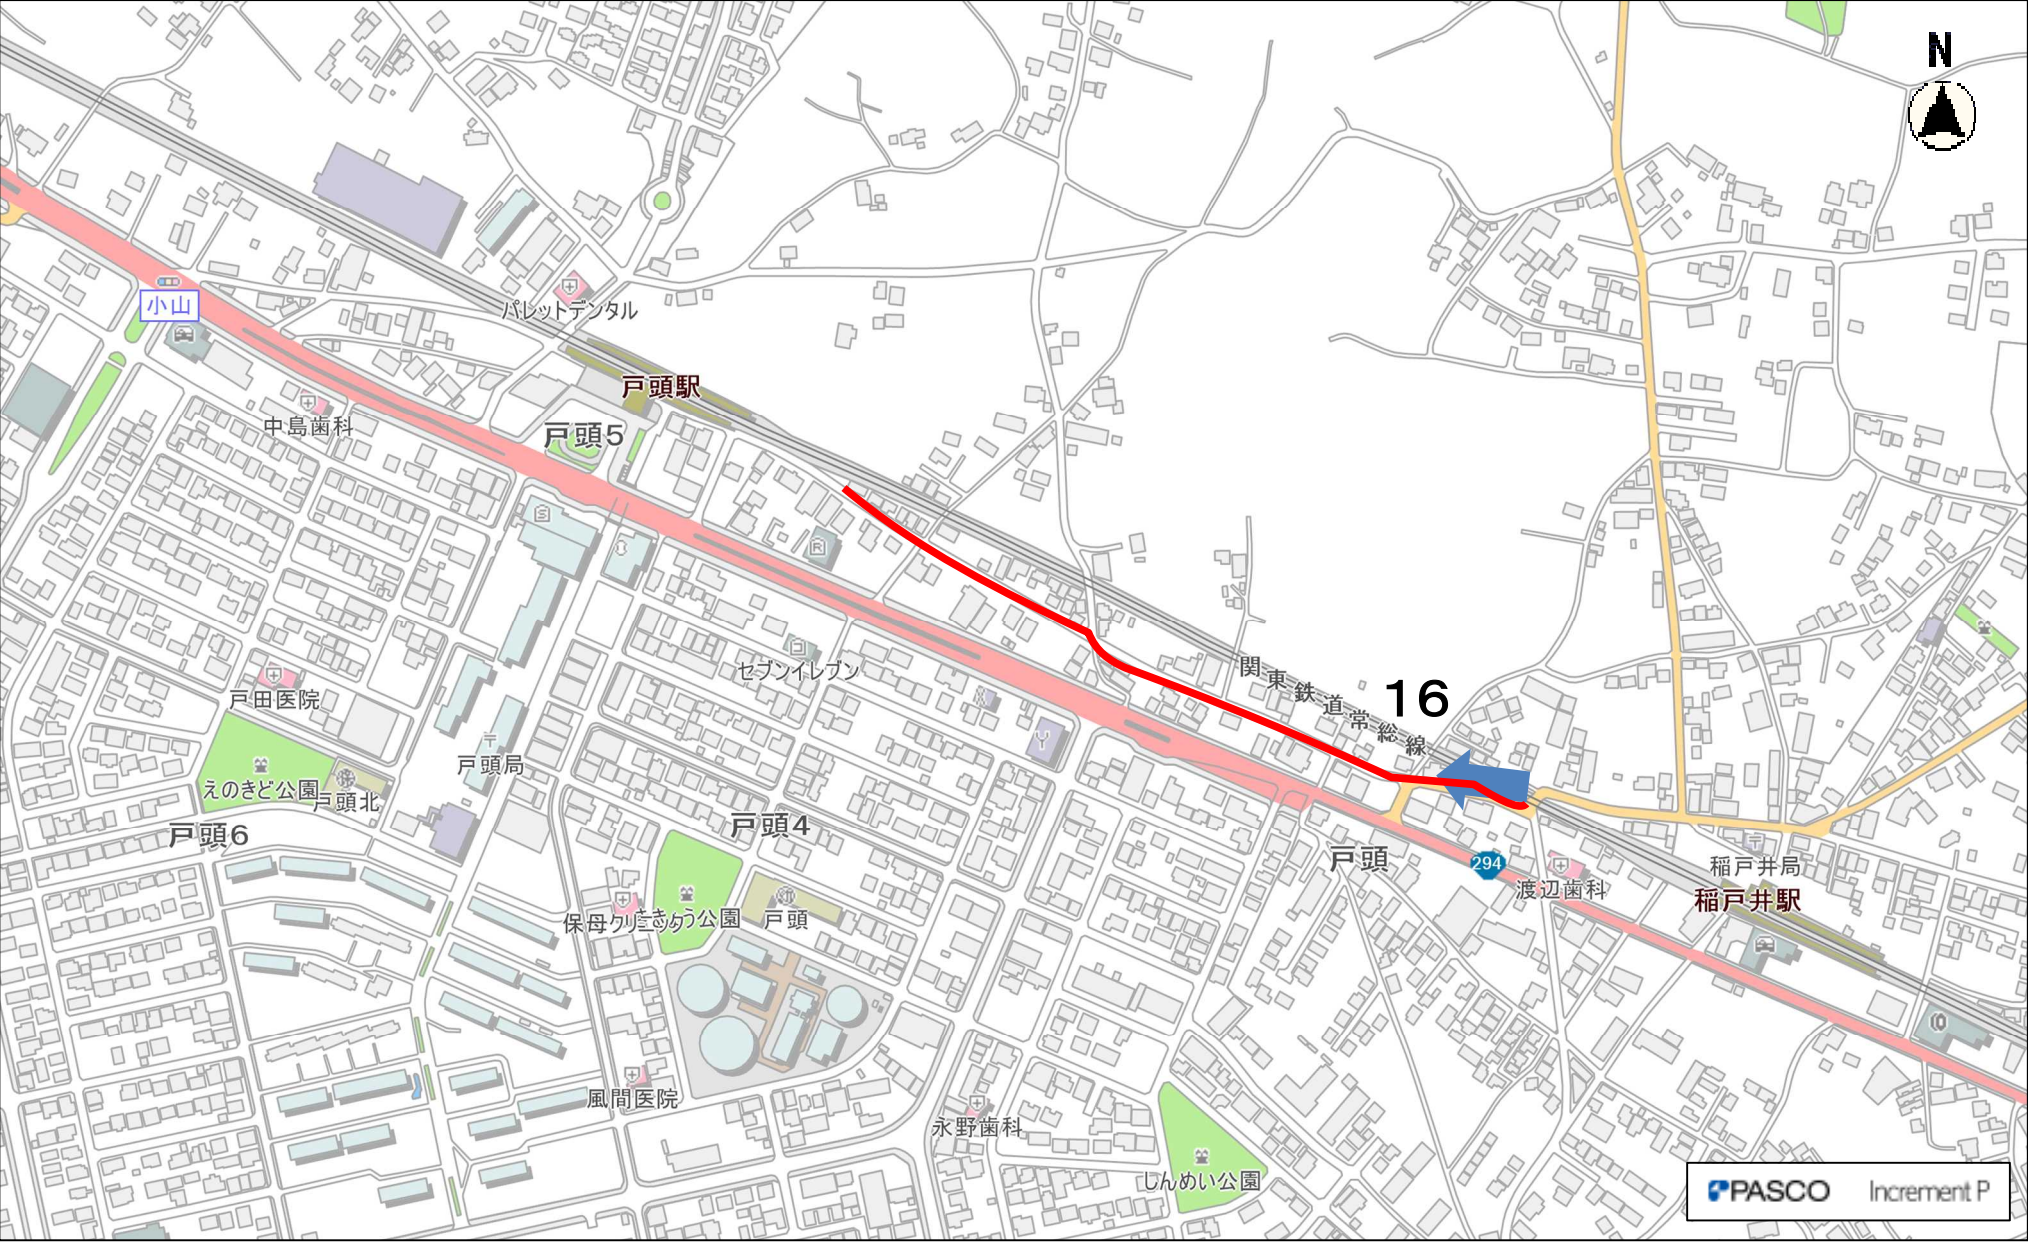 N
小山
パレットデンタル
戸頭駅
戸頭5
中島歯科
セブンイレブン
戸田医院
関東鉄道常総線
16
戸頭局
えのきど公園
戸頭北
戸頭6
戸頭4
戸頭
294
稲戸井局
渡辺歯科
稲戸井駅
保母クリニック
ききょう公園
戸頭
風間医院
永野歯科
しんめい公園
PASCO Increment P